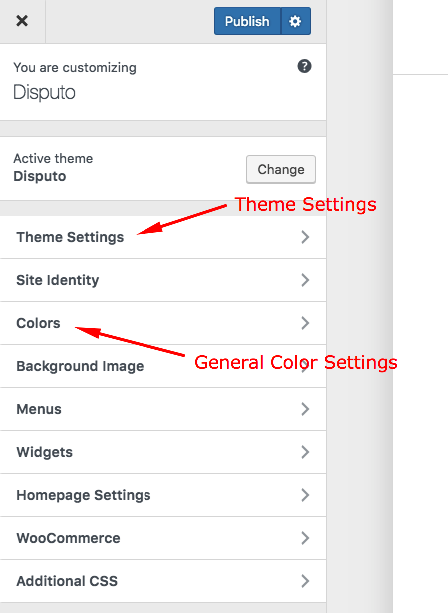 Publish
You are customizing
Disputo
Active theme
Disputo
Change
Theme Settings
Theme Settings
Site Identity
Colors
General Color Settings
Background Image
Menus
Widgets
Homepage Settings
WooCommerce
Additional CSS